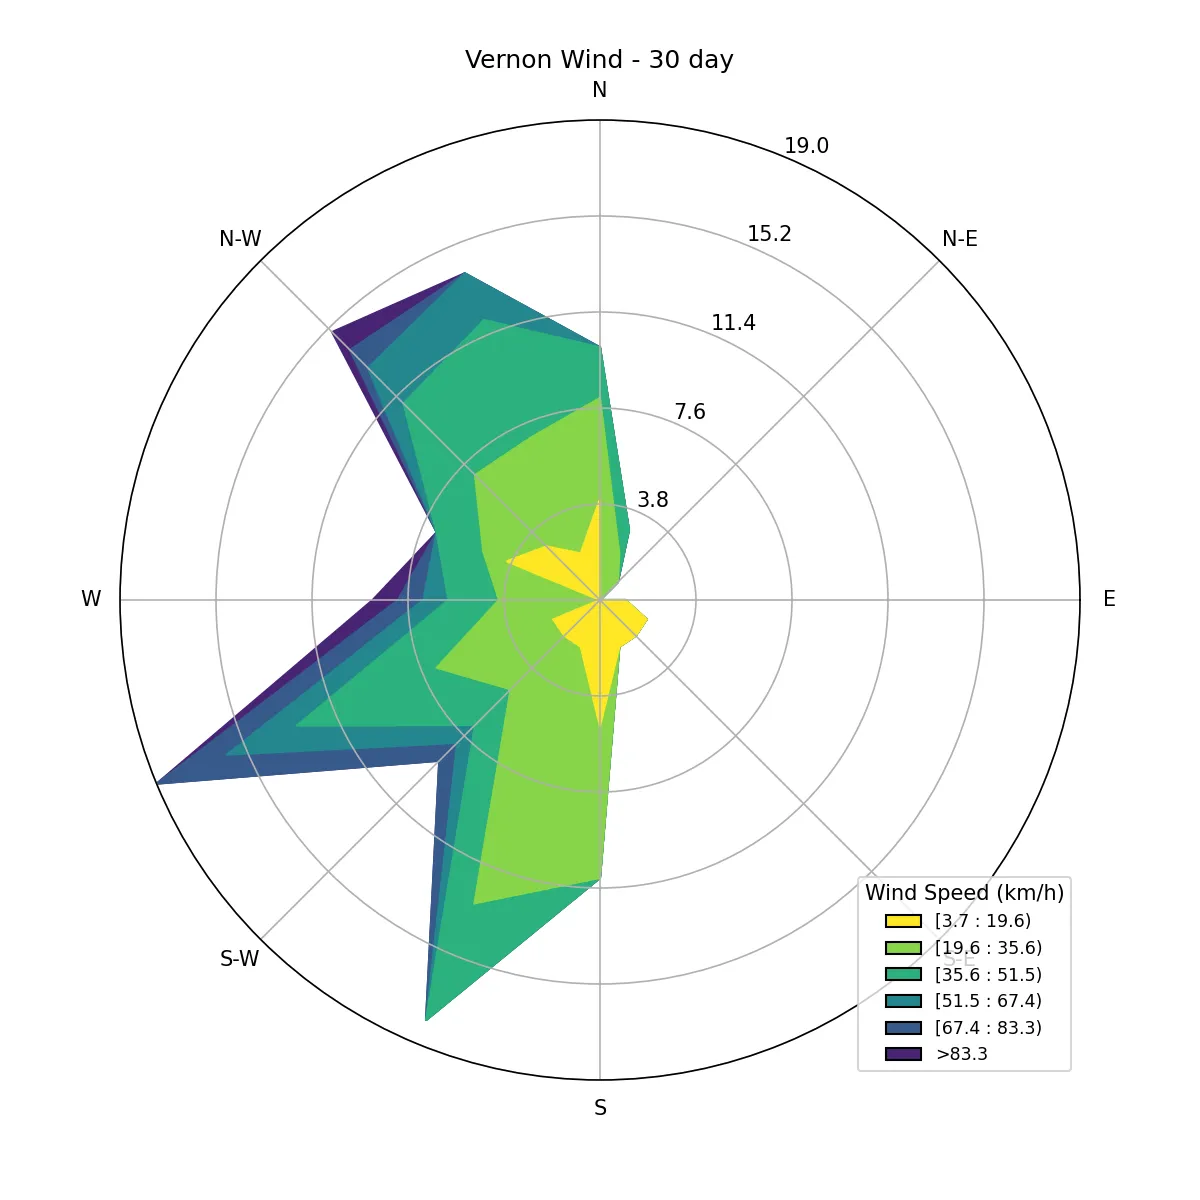 Vernon Wind - 30 day
N
19.0
15.2
N-W
N-E
11.4
7.6
3.8
W
E
Wind Speed (km/h)
[3.7 : 19.6)
[19.6 : 35.6)
S-W
S-E
[35.6 : 51.5)
[51.5 : 67.4)
[67.4 : 83.3)
>83.3
S